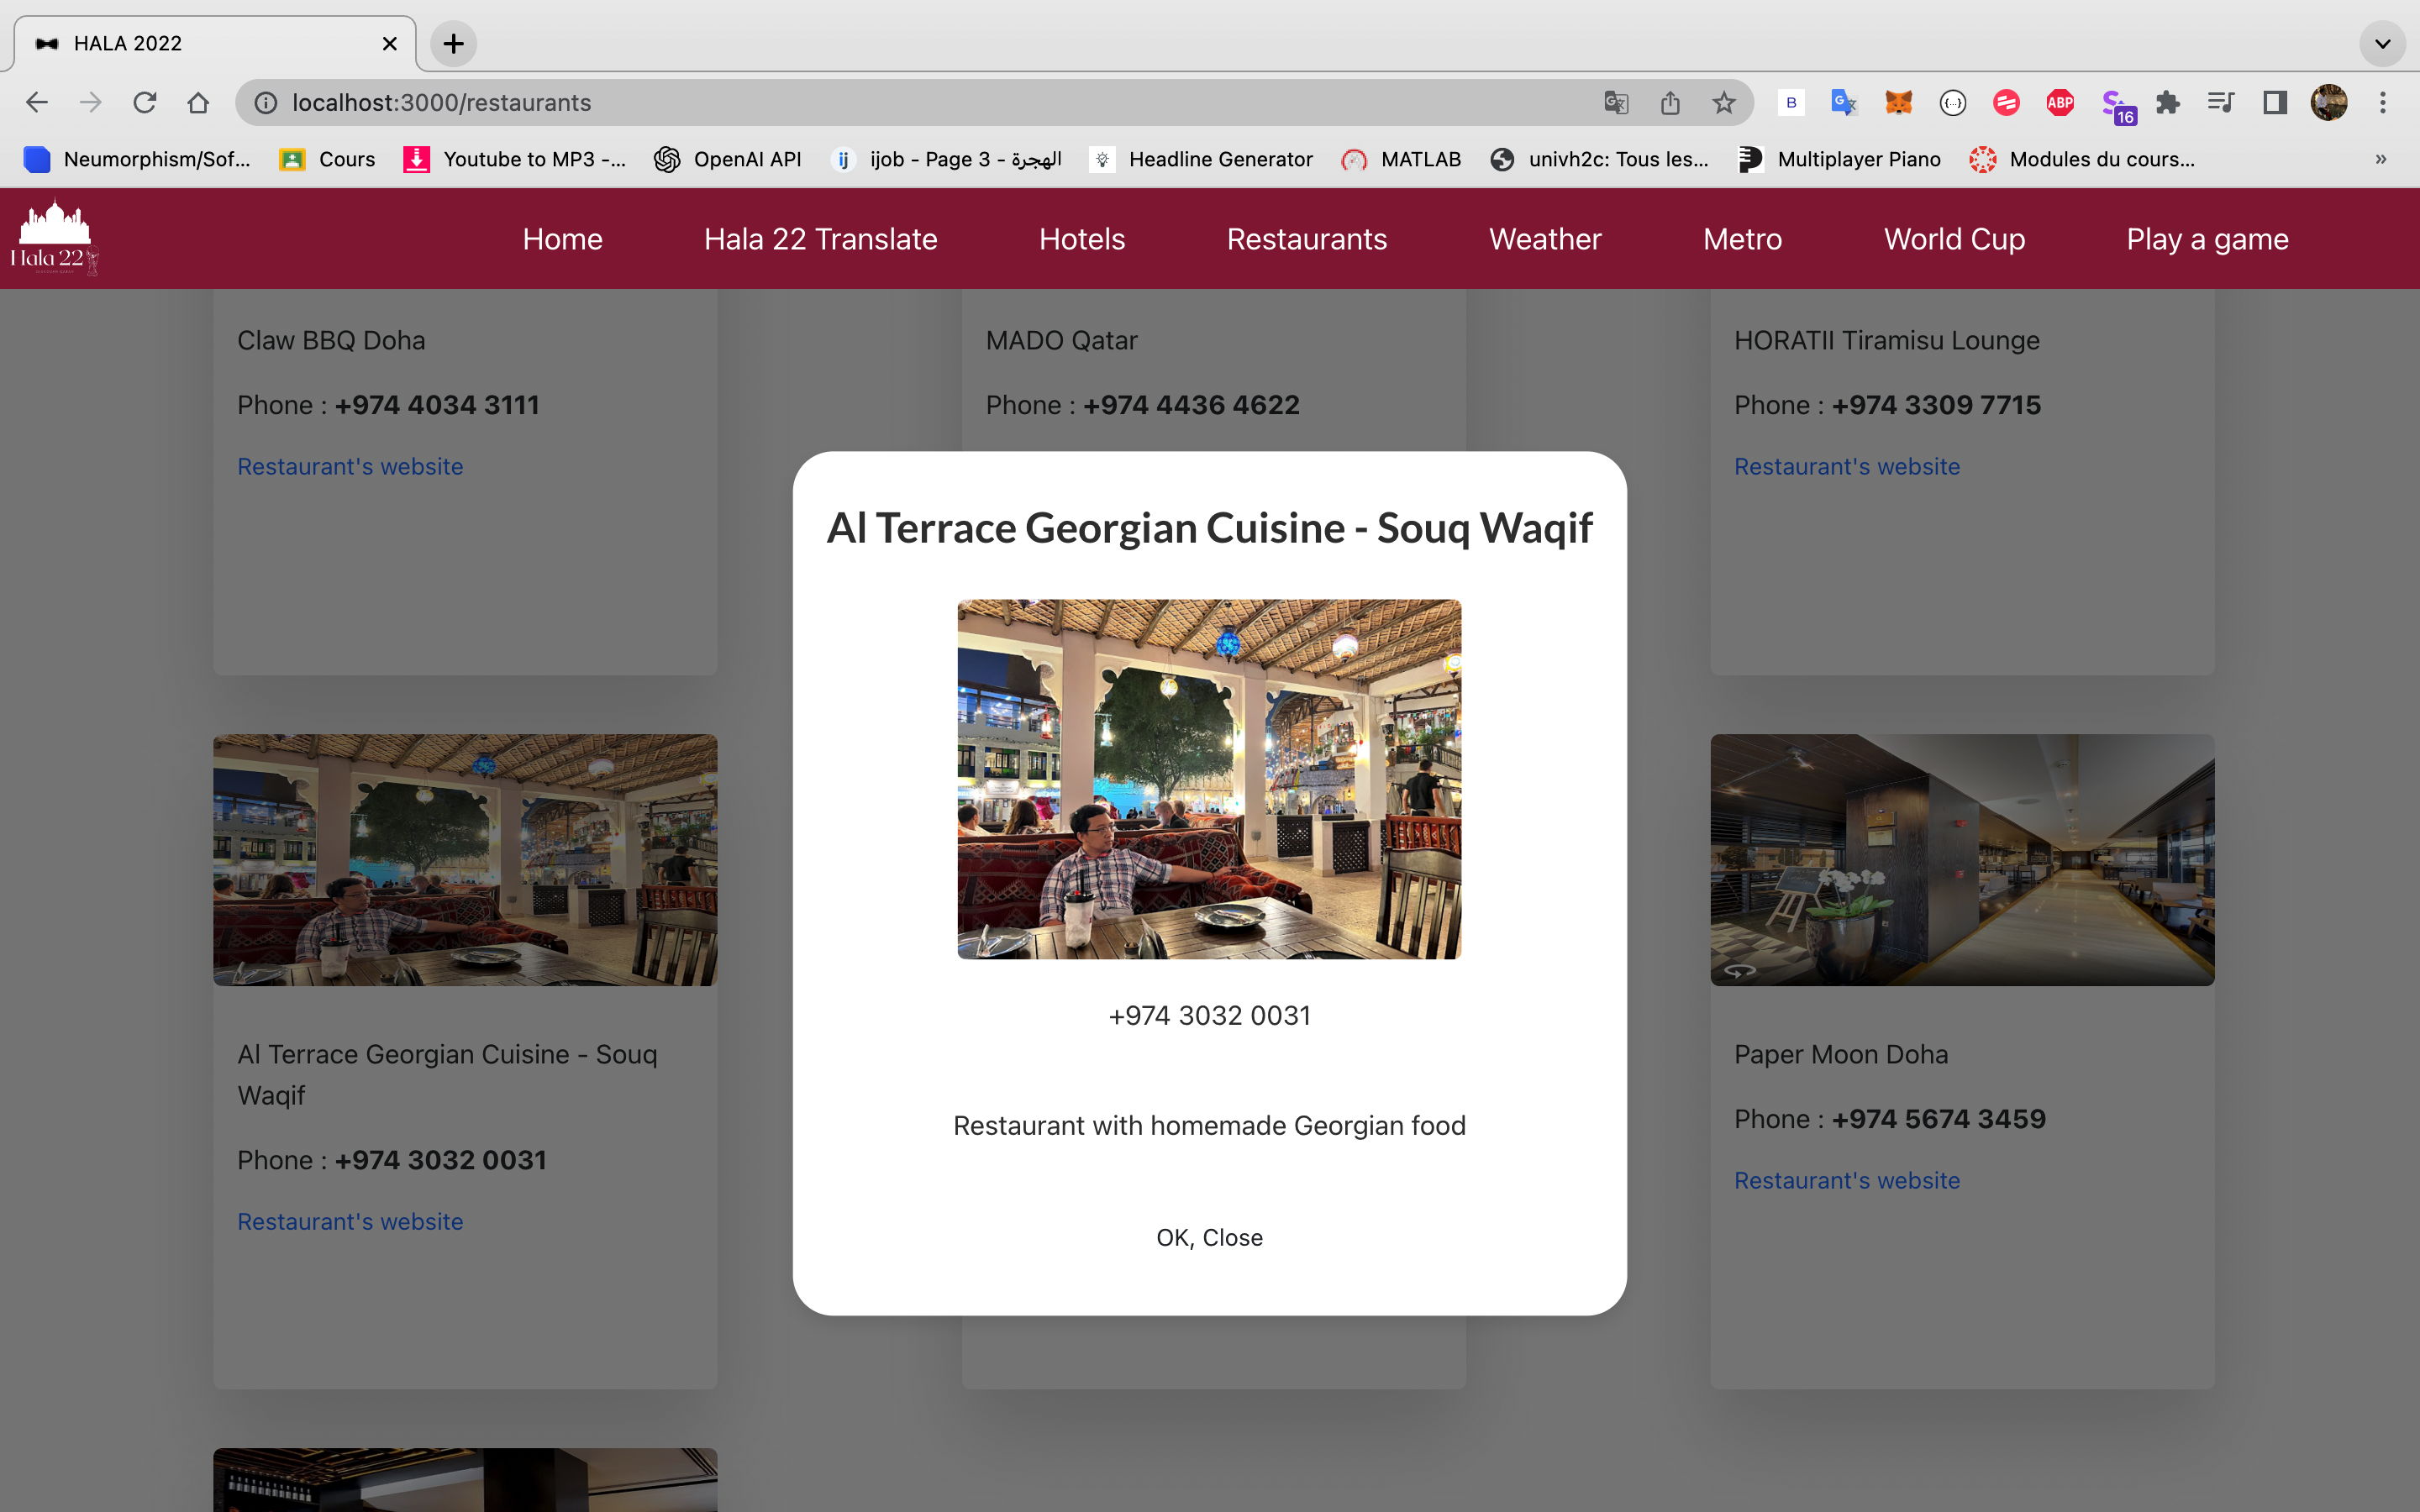 HALA 2022
localhost:3000/restaurants
B
ABP
16
Neumorphism/Sof...
Cours
Youtube to MP3 -...
OpenAI API
ij
ijob - Page 3 - الهجرة
Headline Generator
MATLAB
univh2c: Tous les...
Multiplayer Piano
Modules du cours...
»
Hala 22
Home
Hala 22 Translate
Hotels
Restaurants
Weather
Metro
World Cup
Play a game
Claw BBQ Doha
Phone : +974 4034 3111
Restaurant's website
MADO Qatar
Phone : +974 4436 4622
HORATII Tiramisu Lounge
Phone : +974 3309 7715
Restaurant's website
Al Terrace Georgian Cuisine - Souq Waqif
+974 3032 0031
Restaurant with homemade Georgian food
OK, Close
Al Terrace Georgian Cuisine - Souq
Waqif
Phone : +974 3032 0031
Restaurant's website
Paper Moon Doha
Phone : +974 5674 3459
Restaurant's website